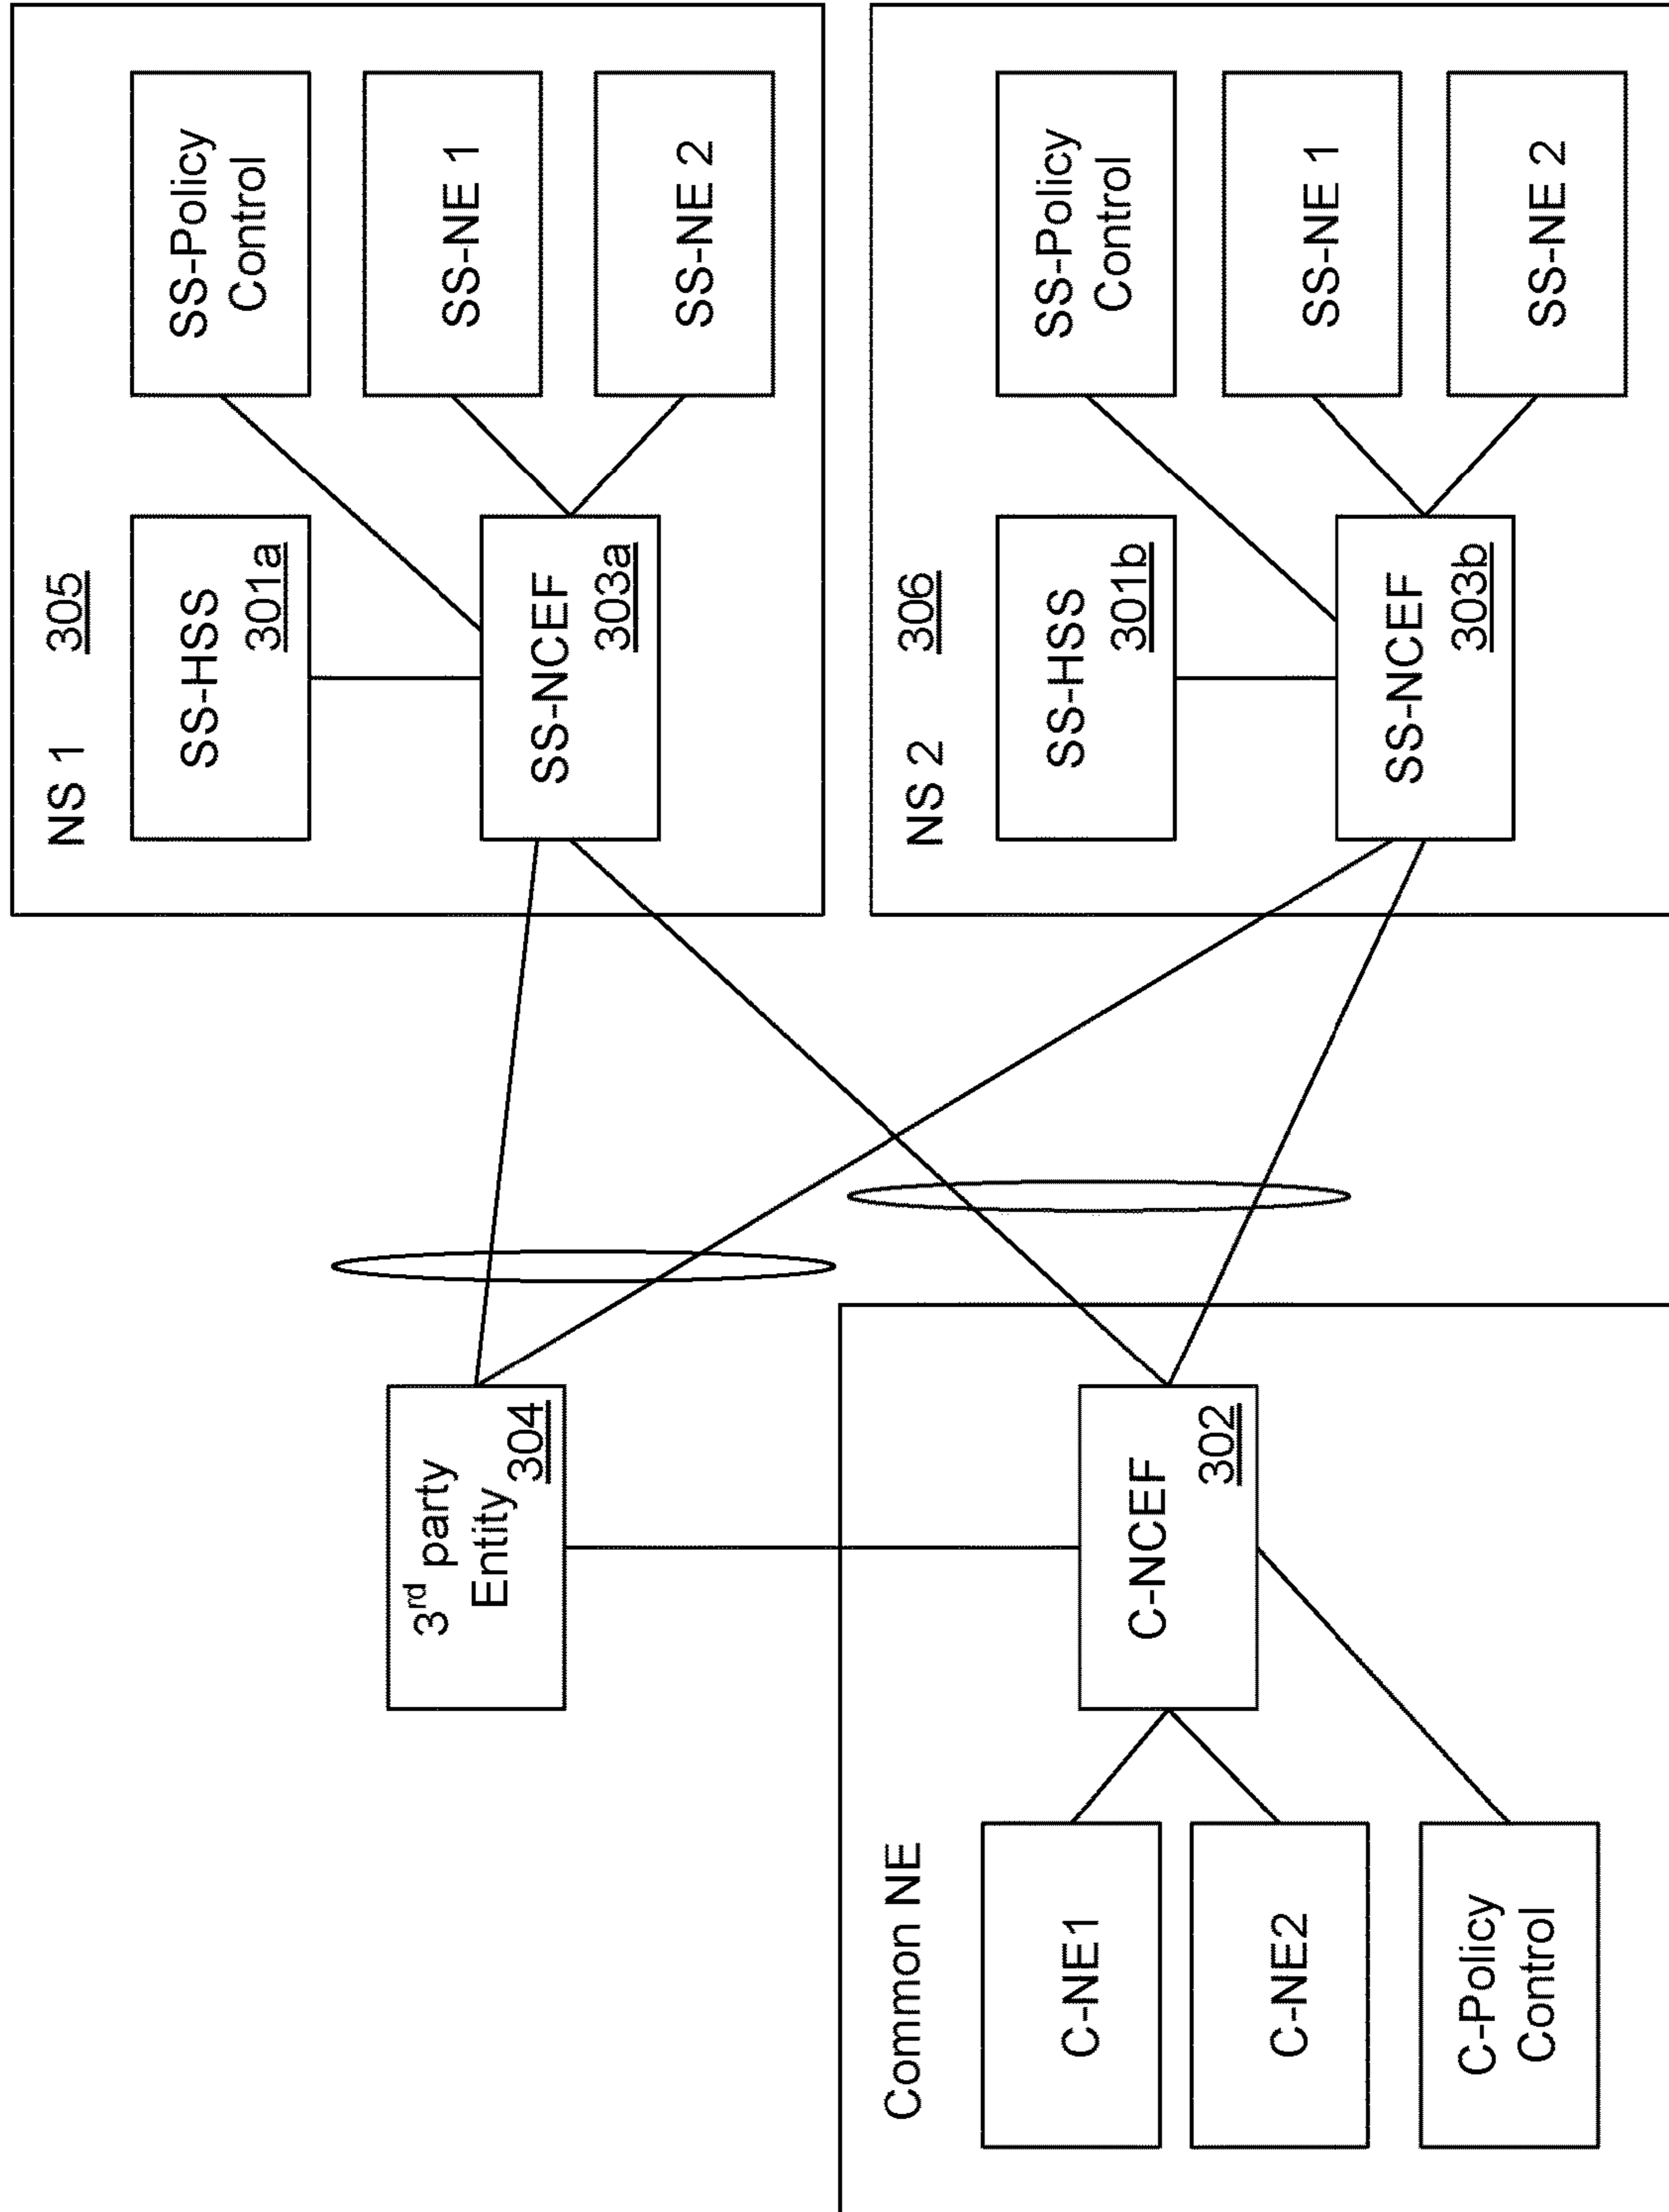 3rd party
Entity
304
Common NE
C-NE1
C-NE2
C-Policy
Control
C-NCEF
302
NS 1
305
SS-HSS
301a
SS-NCEF
303a
SS-Policy
Control
SS-NE 1
SS-NE 2
NS 2
306
SS-HSS
301b
SS-NCEF
303b
SS-Policy
Control
SS-NE 1
SS-NE 2